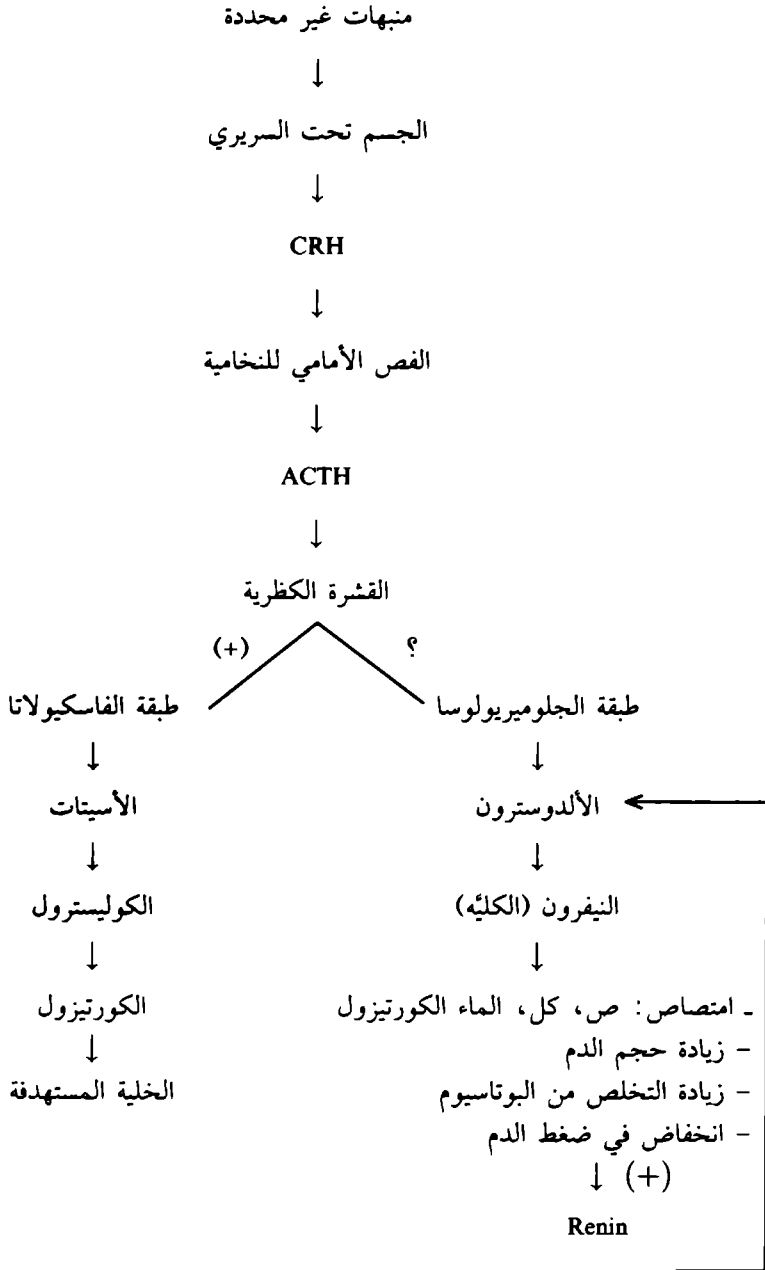 منبهات غير محددة
↓
الجسم تحت السريري
↓
CRH
↓
الفص الأمامي للنخامية
↓
ACTH
↓
القشرة الكظرية
؟ (+)
طبقة الجلوميريولوسا طبقة الفاسكيولاتا
↓ ↓
الألدوسترون الأسيتات
↓ ↓
النيفرون (الكليَّه) الكوليسترول
↓ ↓
ـ امتصاص: ص، كل، الماء الكورتيزول الكورتيزول
– زيادة حجم الدم ↓
– زيادة التخلص من البوتاسيوم الخلية المستهدفة
– انخفاض في ضغط الدم
↓ (+)
Renin